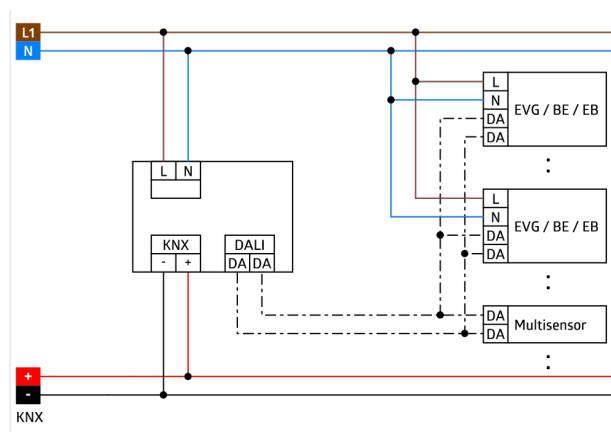 L1
N
L
N
DA
DA
EVG / BE / EB
L N
L
N
DA
DA
EVG / BE / EB
KNX
- +
DALI
DA DA
DA
DA
Multisensor
+
-
KNX